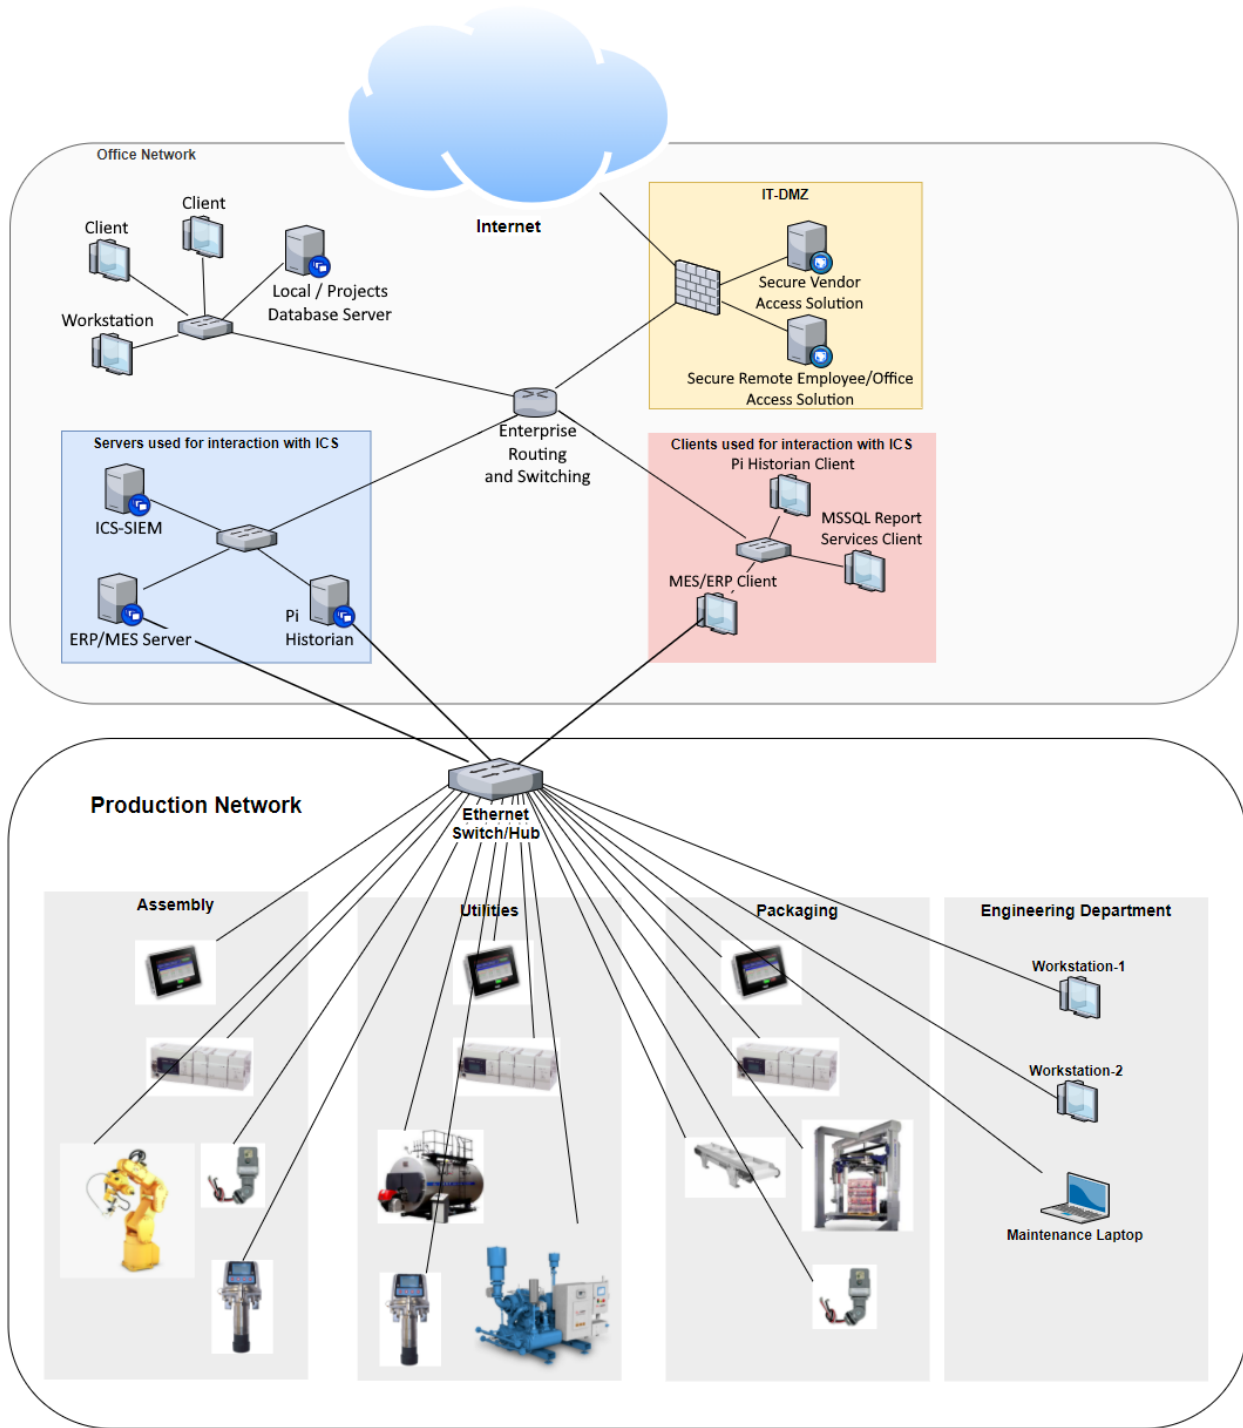 Office Network
Internet
IT-DMZ
Client
Client
Local / Projects
Database Server
Workstation
Secure Vendor
Access Solution
Secure Remote Employee/Office
Access Solution
Enterprise
Routing
and Switching
Servers used for interaction with ICS
ICS-SIEM
ERP/MES Server
Pi
Historian
Clients used for interaction with ICS
Pi Historian Client
MSSQL Report
Services Client
MES/ERP Client
Production Network
Ethernet
Switch/Hub
Assembly
Utilities
Packaging
Engineering Department
Workstation-1
Workstation-2
Maintenance Laptop